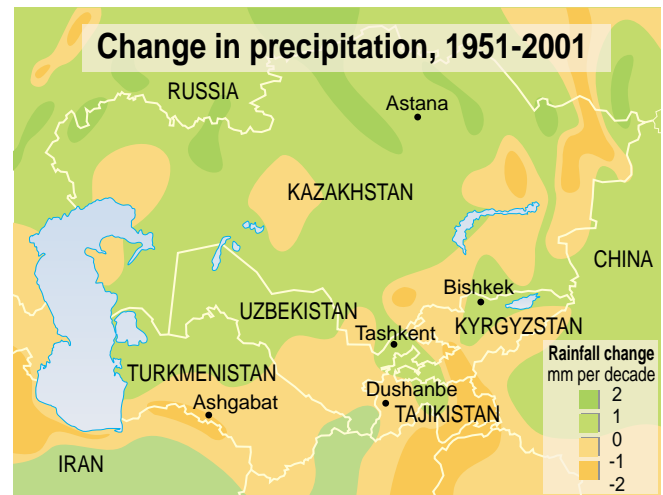 Change in precipitation, 1951-2001
RUSSIA
Astana
KAZAKHSTAN
CHINA
Bishkek
UZBEKISTAN
KYRGYZSTAN
Tashkent
Rainfall change
mm per decade
TURKMENISTAN
Dushanbe
Ashgabat
TAJIKISTAN
IRAN
2
1
0
-1
-2